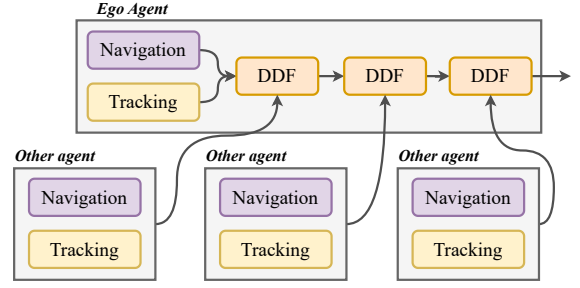 Ego Agent
Navigation
Tracking
DDF
DDF
DDF
Other agent
Other agent
Other agent
Navigation
Navigation
Navigation
Tracking
Tracking
Tracking